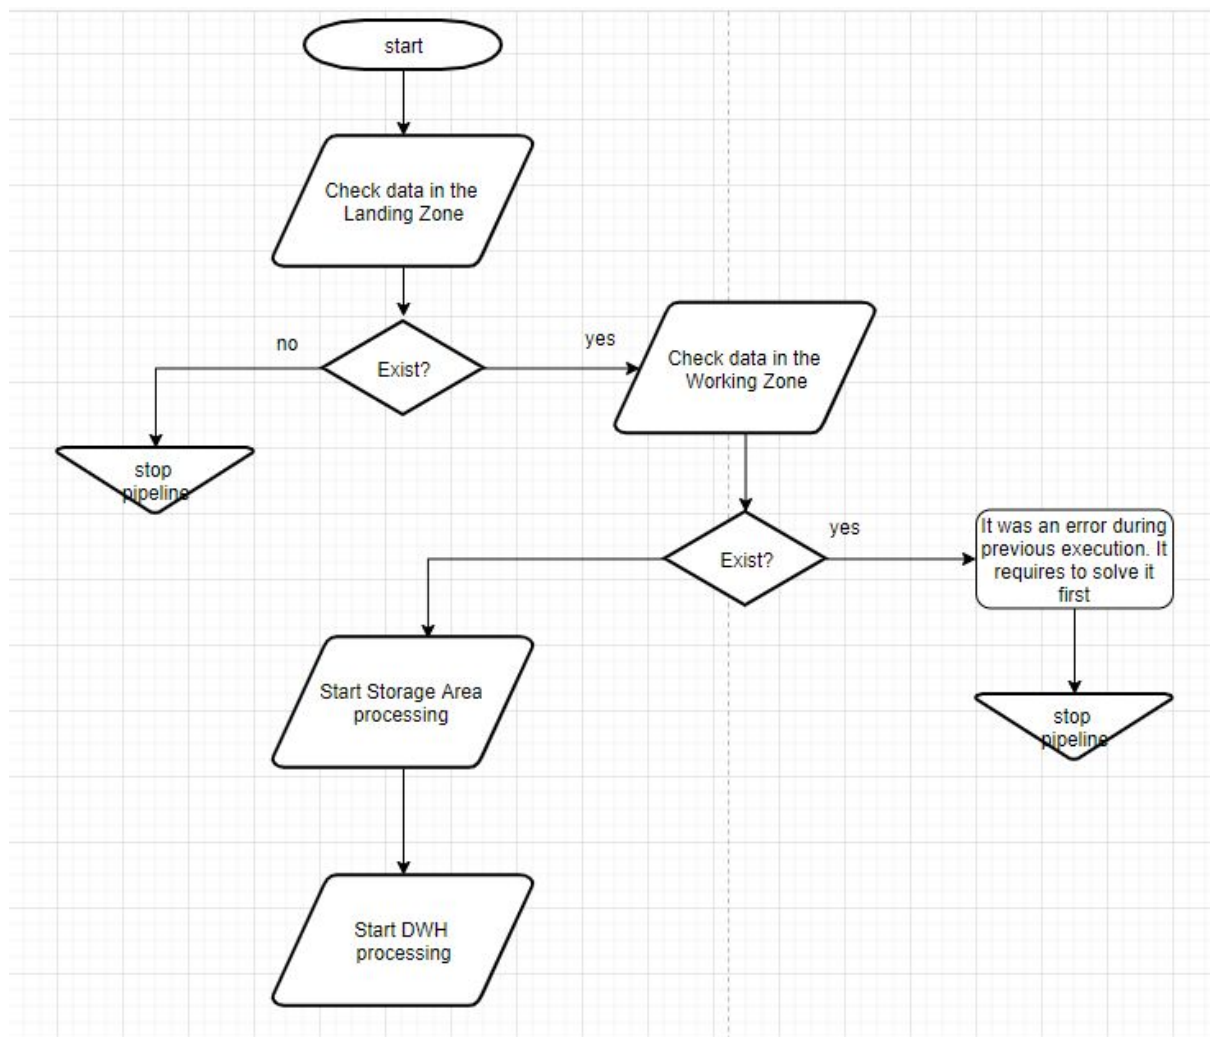 start
Check data in the
Landing Zone
no
Exist?
yes
Check data in the
Working Zone
stop
pipeline
Exist?
yes
It was an error during
previous execution. It
requires to solve it
first
Start Storage Area
processing
stop
pipeline
Start DWH
processing